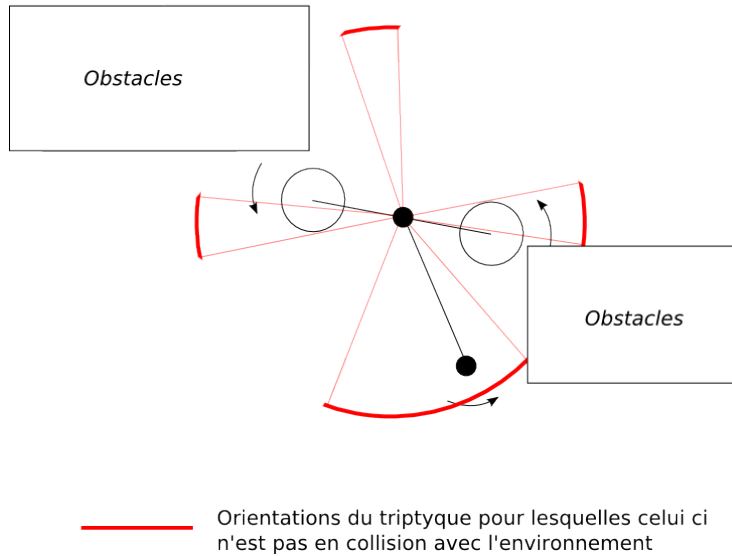 Obstacles
Obstacles
Orientations du triptyque pour lesquelles celui ci
n'est pas en collision avec l'environnement